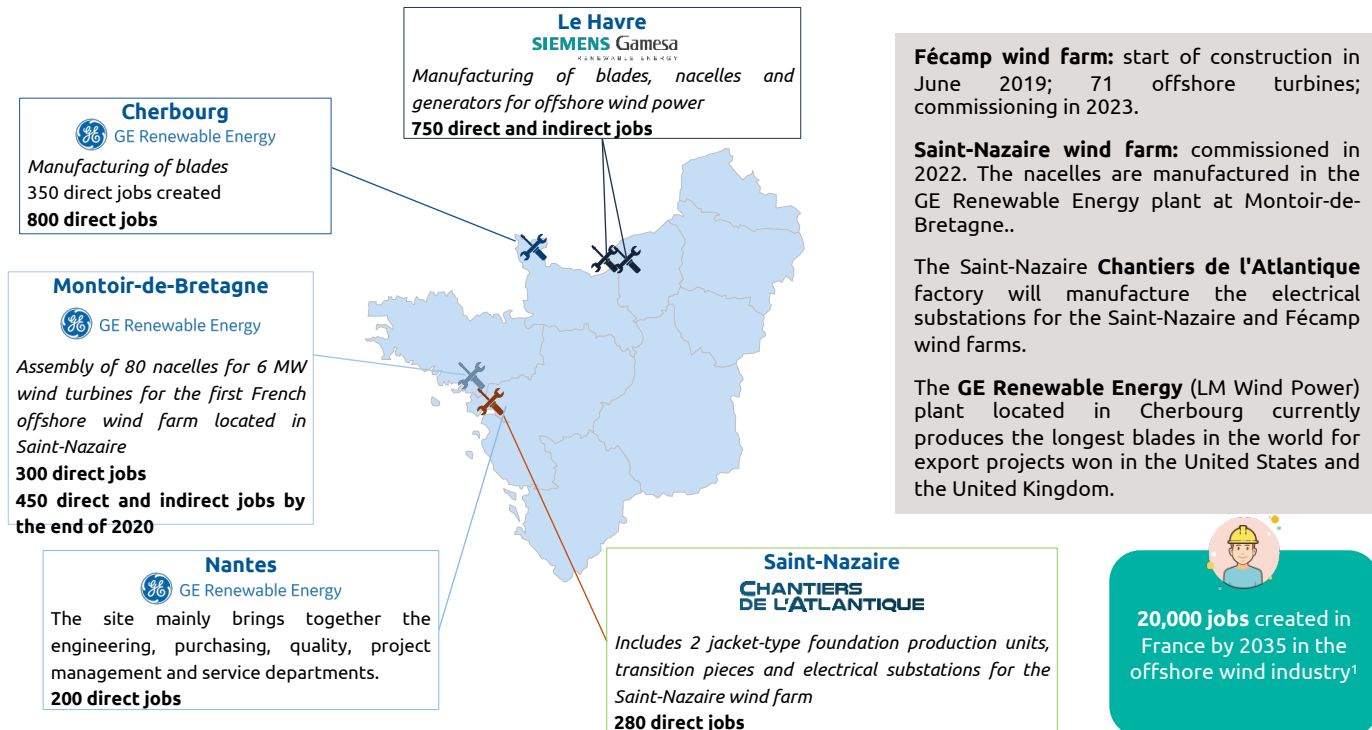 Le Havre
SIEMENS Gamesa
RENEWABLE ENERGY
Manufacturing of blades, nacelles and
generators for offshore wind power
750 direct and indirect jobs
Cherbourg
GE Renewable Energy
Manufacturing of blades
350 direct jobs created
800 direct jobs
Montoir-de-Bretagne
GE Renewable Energy
Assembly of 80 nacelles for 6 MW
wind turbines for the first French
offshore wind farm located in
Saint-Nazaire
300 direct jobs
450 direct and indirect jobs by
the end of 2020
Nantes
GE Renewable Energy
The site mainly brings together the
engineering, purchasing, quality, project
management and service departments.
200 direct jobs
Saint-Nazaire
CHANTIERS
DE L'ATLANTIQUE
Includes 2 jacket-type foundation production units,
transition pieces and electrical substations for the
Saint-Nazaire wind farm
280 direct jobs
Fécamp wind farm: start of construction in
June 2019; 71 offshore turbines;
commissioning in 2023.
Saint-Nazaire wind farm: commissioned in
2022. The nacelles are manufactured in the
GE Renewable Energy plant at Montoir-de-
Bretagne..
The Saint-Nazaire Chantiers de l'Atlantique
factory will manufacture the electrical
substations for the Saint-Nazaire and Fécamp
wind farms.
The GE Renewable Energy (LM Wind Power)
plant located in Cherbourg currently
produces the longest blades in the world for
export projects won in the United States and
the United Kingdom.
20,000 jobs created in
France by 2035 in the
offshore wind industry¹